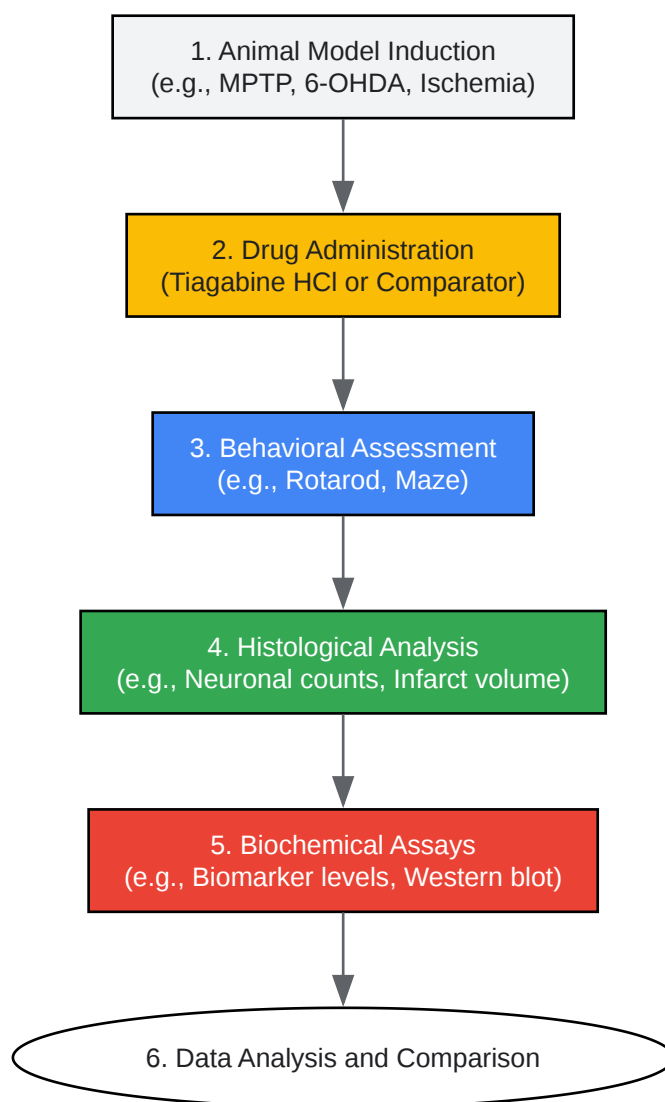 1. Animal Model Induction
(e.g., MPTP, 6-OHDA, Ischemia)
2. Drug Administration
(Tiagabine HCl or Comparator)
3. Behavioral Assessment
(e.g., Rotarod, Maze)
4. Histological Analysis
(e.g., Neuronal counts, Infarct volume)
5. Biochemical Assays
(e.g., Biomarker levels, Western blot)
6. Data Analysis and Comparison